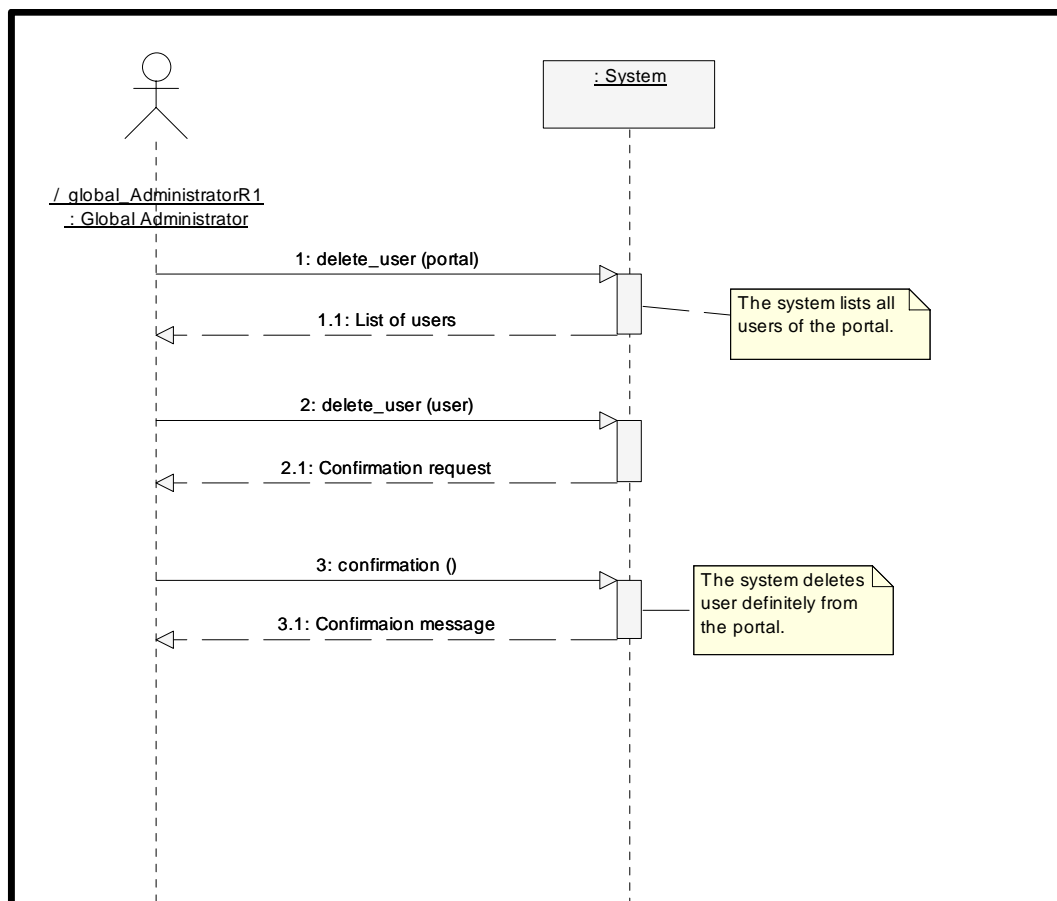 : System
/ global_AdministratorR1
: Global Administrator
1: delete_user (portal)
The system lists all
users of the portal.
1.1: List of users
2: delete_user (user)
2.1: Confirmation request
3: confirmation ()
The system deletes
user definitely from
the portal.
3.1: Confirmaion message